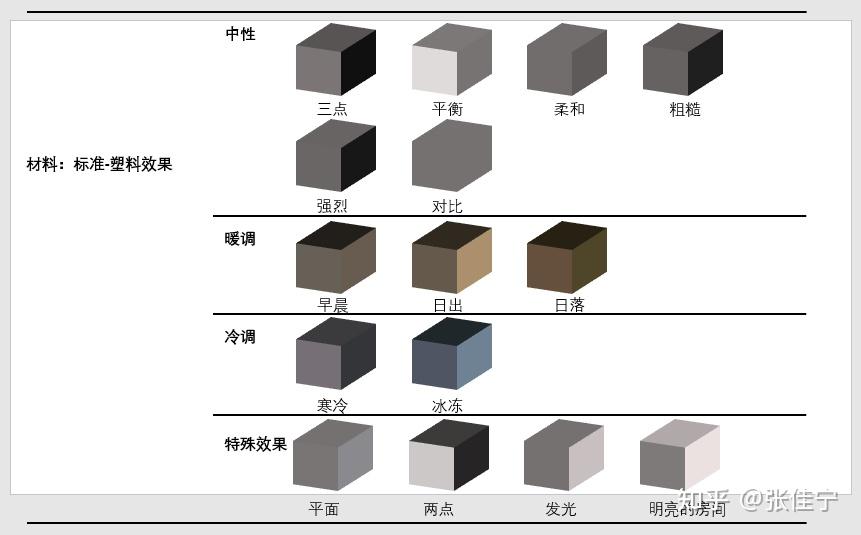 中性
三点 平衡 柔和 粗糙
材料：标准-塑料效果
强烈 对比
暖调
早晨 日出 日落
冷调
寒冷 冰冻
特殊效果
平面 两点 发光 明亮的房间
知乎 @张佳宁